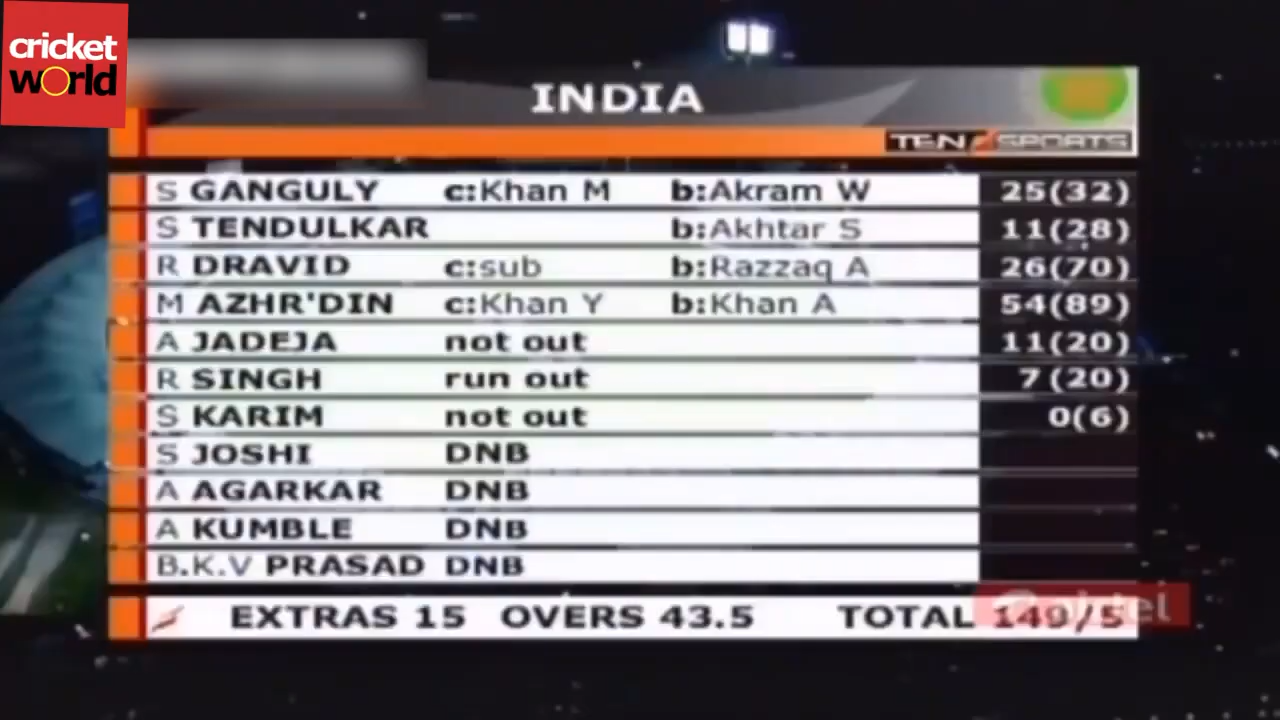 cricket
world
INDIA
TEN SPORTS
S GANGULY c:Khan M b:Akram W 25(32)
S TENDULKAR b:Akhtar S 11(28)
R DRAVID c:sub b:Razzaq A 26(70)
M AZHR'DIN c:Khan Y b:Khan A 54(89)
A JADEJA not out 11(20)
R SINGH run out 7(20)
S KARIM not out 0(6)
S JOSHI DNB
A AGARKAR DNB
A KUMBLE DNB
B.K.V PRASAD DNB
EXTRAS 15 OVERS 43.5 TOTAL 149/5